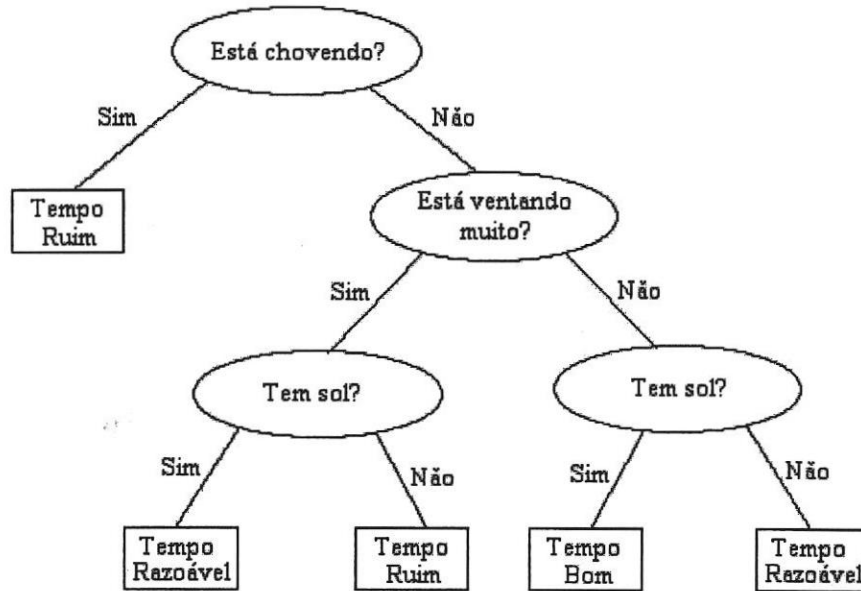 Está chovendo?
Sim
Não
Tempo
Ruim
Está ventando
muito?
Sim
Não
Tem sol?
Tem sol?
Sim
Não
Sim
Não
Tempo
Razoável
Tempo
Ruim
Tempo
Bom
Tempo
Razoável